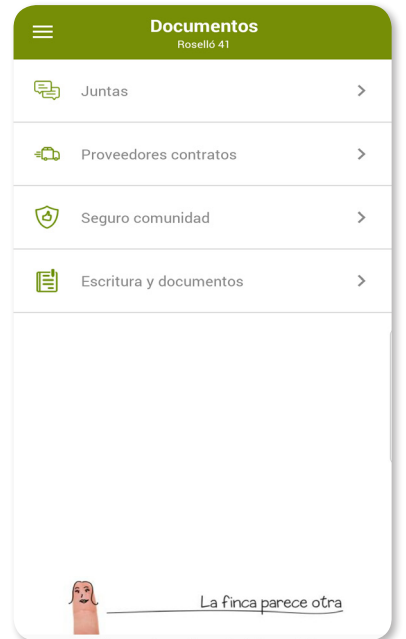 Documentos
Roselló 41
Juntas
Proveedores contratos
Seguro comunidad
Escritura y documentos
La finca parece otra